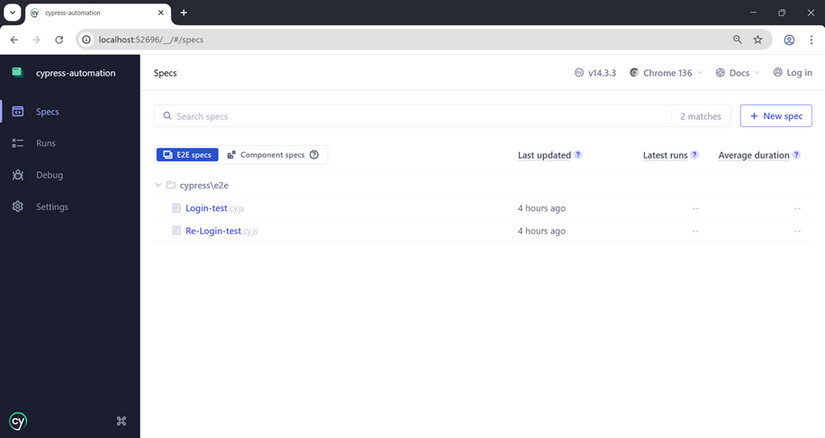 cypress-automation
localhost:52696/__/#/specs
cypress-automation
Specs
v14.3.3
Chrome 136
Docs
Log in
Specs
Runs
Debug
Settings
Search specs
2 matches
+ New spec
E2E specs
Component specs
Last updated
Latest runs
Average duration
cypress\e2e
Login-test.cy.js
4 hours ago
--
--
Re-Login-test.cy.js
4 hours ago
--
--
cy